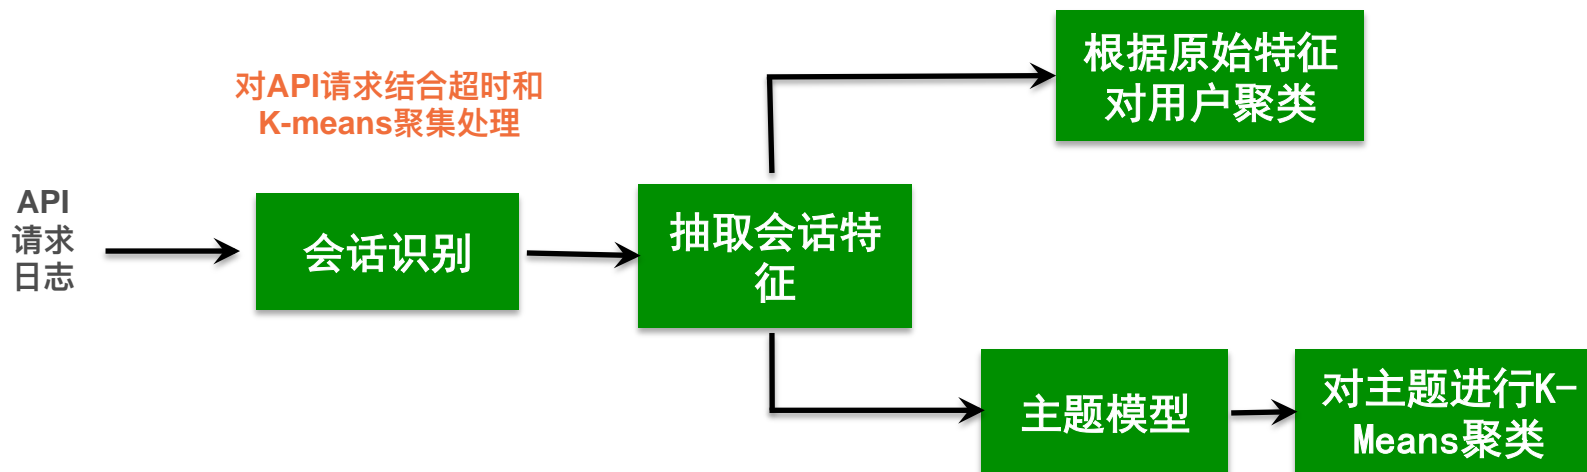 对API请求结合超时和
K-means聚集处理
API
请求
日志
会话识别
抽取会话特
征
根据原始特征
对用户聚类
主题模型
对主题进行K-
Means聚类